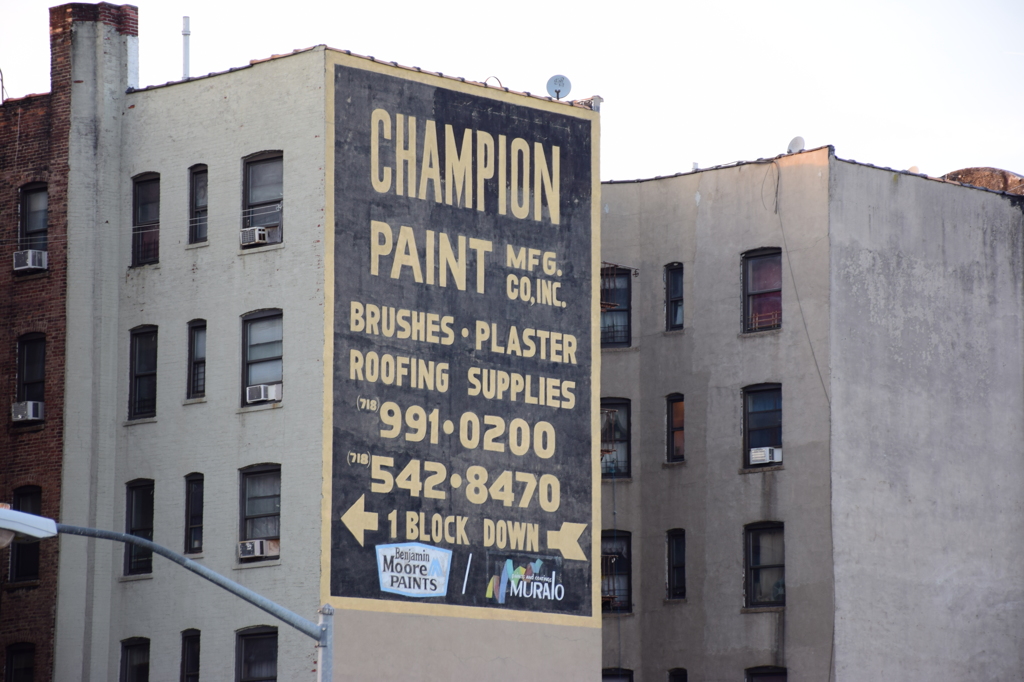 CHAMPION
PAINT MFG. CO, INC.
BRUSHES • PLASTER
ROOFING SUPPLIES
(718) 991•0200
(718) 542•8470
1 BLOCK DOWN
Benjamin
Moore
PAINTS
/
MURALO